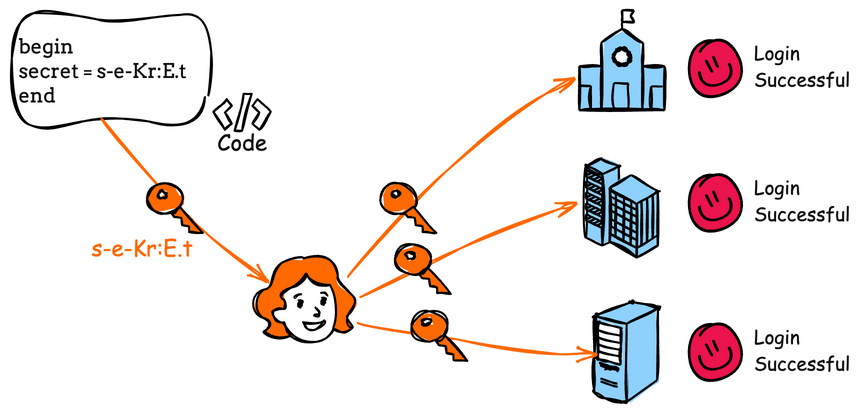 begin
secret = s-e-Kr:E.t
end
Code
s-e-Kr:E.t
Login
Successful
Login
Successful
Login
Successful